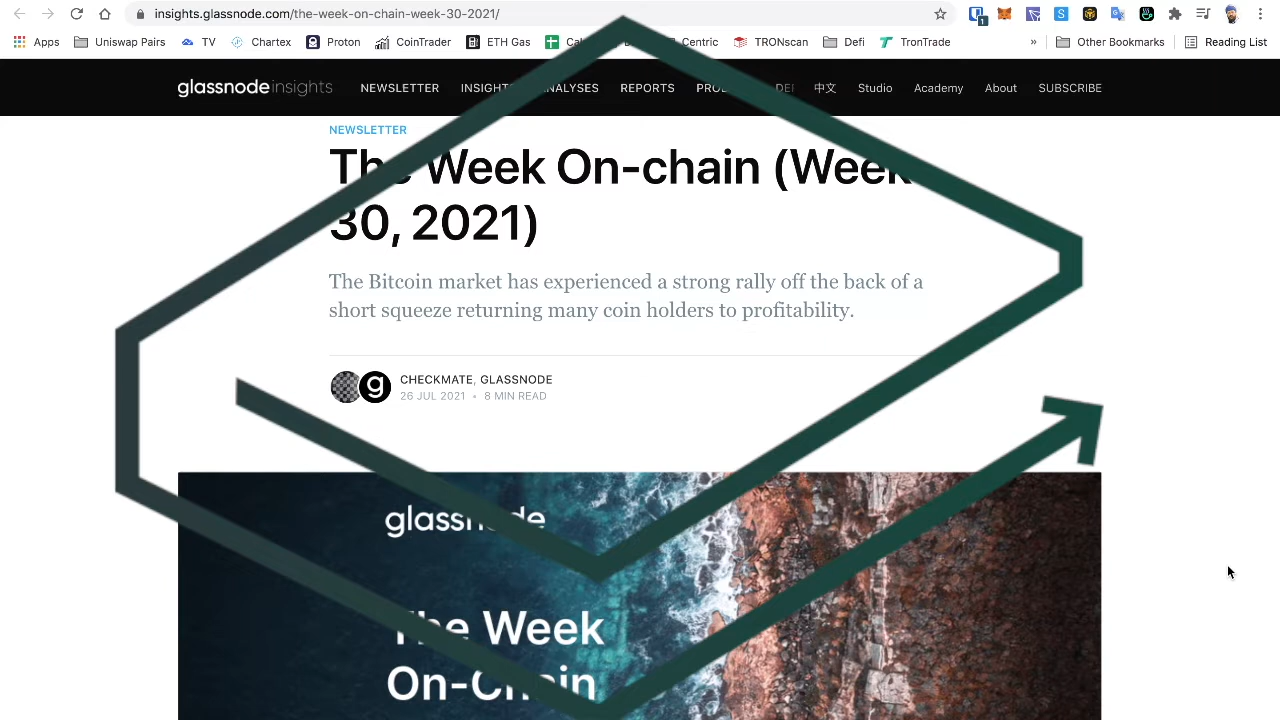 insights.glassnode.com/the-week-on-chain-week-30-2021/
Apps Uniswap Pairs TV Chartex Proton CoinTrader ETH Gas Centric TRONscan Defi TronTrade » Other Bookmarks Reading List
glassnode insights NEWSLETTER INSIGHTS ANALYSES REPORTS 中文 Studio Academy About SUBSCRIBE
NEWSLETTER
The Week On-chain (Week
30, 2021)
The Bitcoin market has experienced a strong rally off the back of a
short squeeze returning many coin holders to profitability.
g CHECKMATE, GLASSNODE
26 JUL 2021 • 8 MIN READ
glassnode
The Week
On-Chain